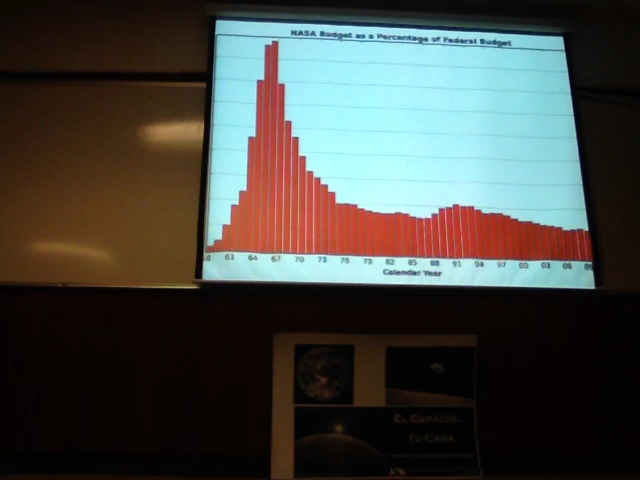 NASA Budget as a Percentage of Federal Budget
61 64 67 70 73 76 79 82 85 88 91 94 97 00 03 06 09
Calendar Year
EL ESPACIO...
TU CASA